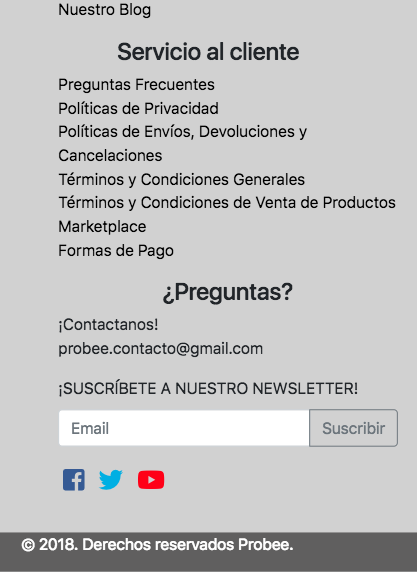 Nuestro Blog
Servicio al cliente
Preguntas Frecuentes
Políticas de Privacidad
Políticas de Envíos, Devoluciones y
Cancelaciones
Términos y Condiciones Generales
Términos y Condiciones de Venta de Productos
Marketplace
Formas de Pago
¿Preguntas?
¡Contactanos!
probee.contacto@gmail.com
¡SUSCRÍBETE A NUESTRO NEWSLETTER!
Email Suscribir
© 2018. Derechos reservados Probee.